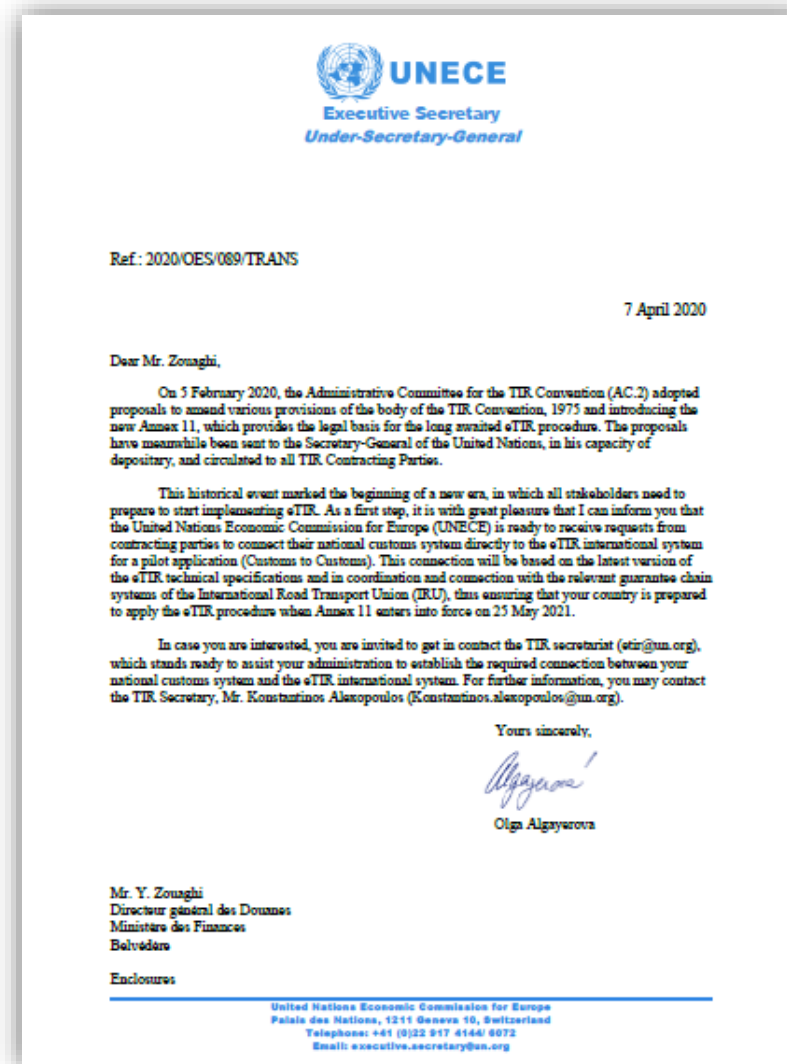 UNECE
Executive Secretary
Under-Secretary-General
Ref.: 2020/OES/089/TRANS
7 April 2020
Dear Mr. Zouaghi,
On 5 February 2020, the Administrative Committee for the TIR Convention (AC.2) adopted
proposals to amend various provisions of the body of the TIR Convention, 1975 and introducing the
new Annex 11, which provides the legal basis for the long awaited eTIR procedure. The proposals
have meanwhile been sent to the Secretary-General of the United Nations, in his capacity of
depositary, and circulated to all TIR Contracting Parties.
This historical event marked the beginning of a new era, in which all stakeholders need to
prepare to start implementing eTIR. As a first step, it is with great pleasure that I can inform you that
the United Nations Economic Commission for Europe (UNECE) is ready to receive requests from
contracting parties to connect their national customs system directly to the eTIR international system
for a pilot application (Customs to Customs). This connection will be based on the latest version of
the eTIR technical specifications and in coordination and connection with the relevant guarantee chain
systems of the International Road Transport Union (IRU), thus ensuring that your country is prepared
to apply the eTIR procedure when Annex 11 enters into force on 25 May 2021.
In case you are interested, you are invited to get in contact the TIR secretariat (etir@un.org),
which stands ready to assist your administration to establish the required connection between your
national customs system and the eTIR international system. For further information, you may contact
the TIR Secretary, Mr. Konstantinos Alexopoulos (Konstantinos.alexopoulos@un.org).
Yours sincerely,
Algayerova
Olga Algayerova
Mr. Y. Zouaghi
Directeur général des Douanes
Ministère des Finances
Belvédère
Enclosures
United Nations Economic Commission for Europe
Palais des Nations, 1211 Geneva 10, Switzerland
Telephone: +41 (0)22 917 4144/ 6072
Email: executive.secretary@un.org